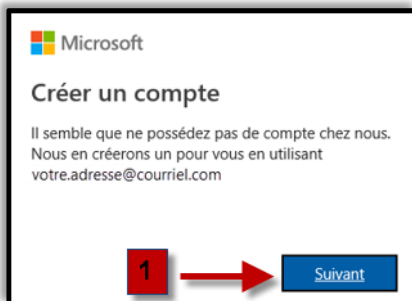 Microsoft
Créer un compte
Il semble que ne possédez pas de compte chez nous.
Nous en créerons un pour vous en utilisant
votre.adresse@courriel.com
1
Suivant